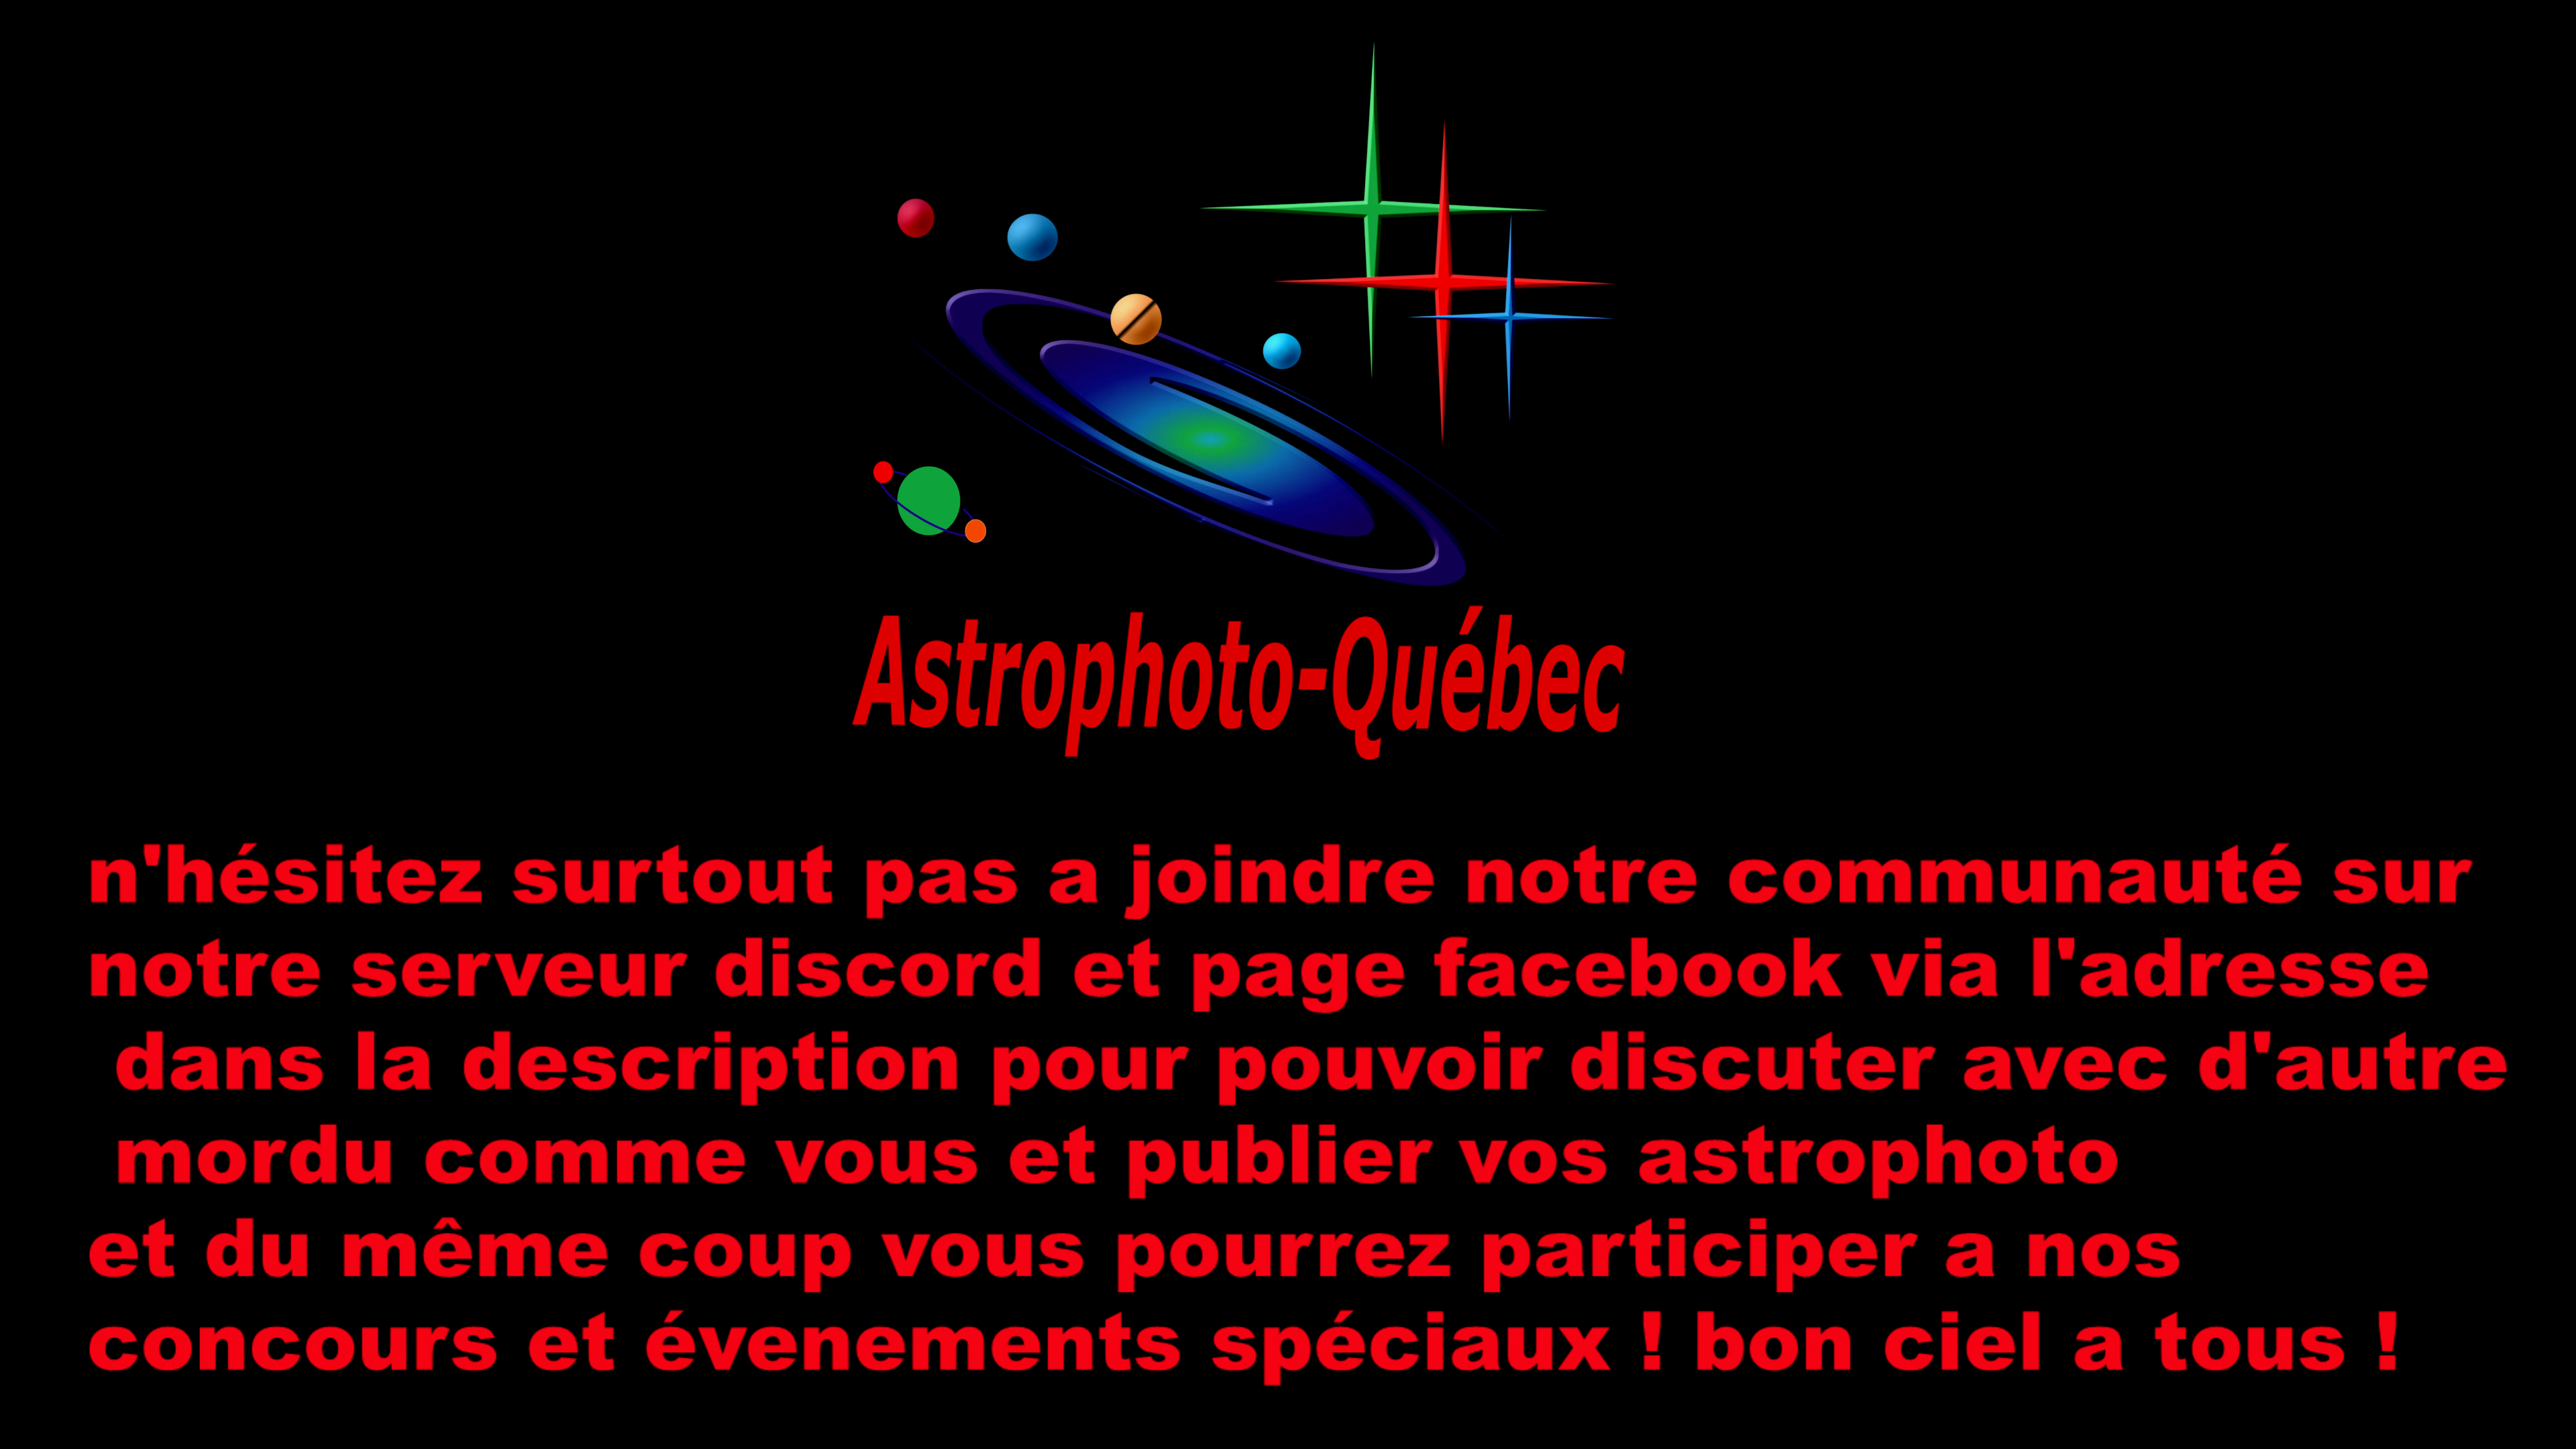 Astrophoto-Québec
n'hésitez surtout pas a joindre notre communauté sur
notre serveur discord et page facebook via l'adresse
dans la description pour pouvoir discuter avec d'autre
mordu comme vous et publier vos astrophoto
et du même coup vous pourrez participer a nos
concours et évenements spéciaux ! bon ciel a tous !